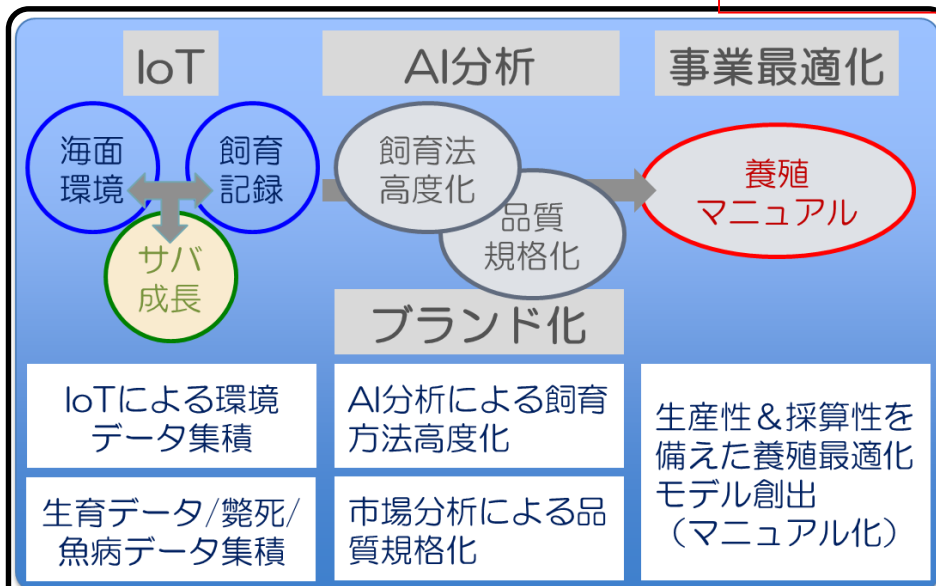 IoT
AI分析
事業最適化
海面
環境
飼育
記録
サバ
成長
飼育法
高度化
品質
規格化
養殖
マニュアル
ブランド化
IoTによる環境
データ集積
生育データ/斃死/
魚病データ集積
AI分析による飼育
方法高度化
市場分析による品
質規格化
生産性＆採算性を
備えた養殖最適化
モデル創出
（マニュアル化）